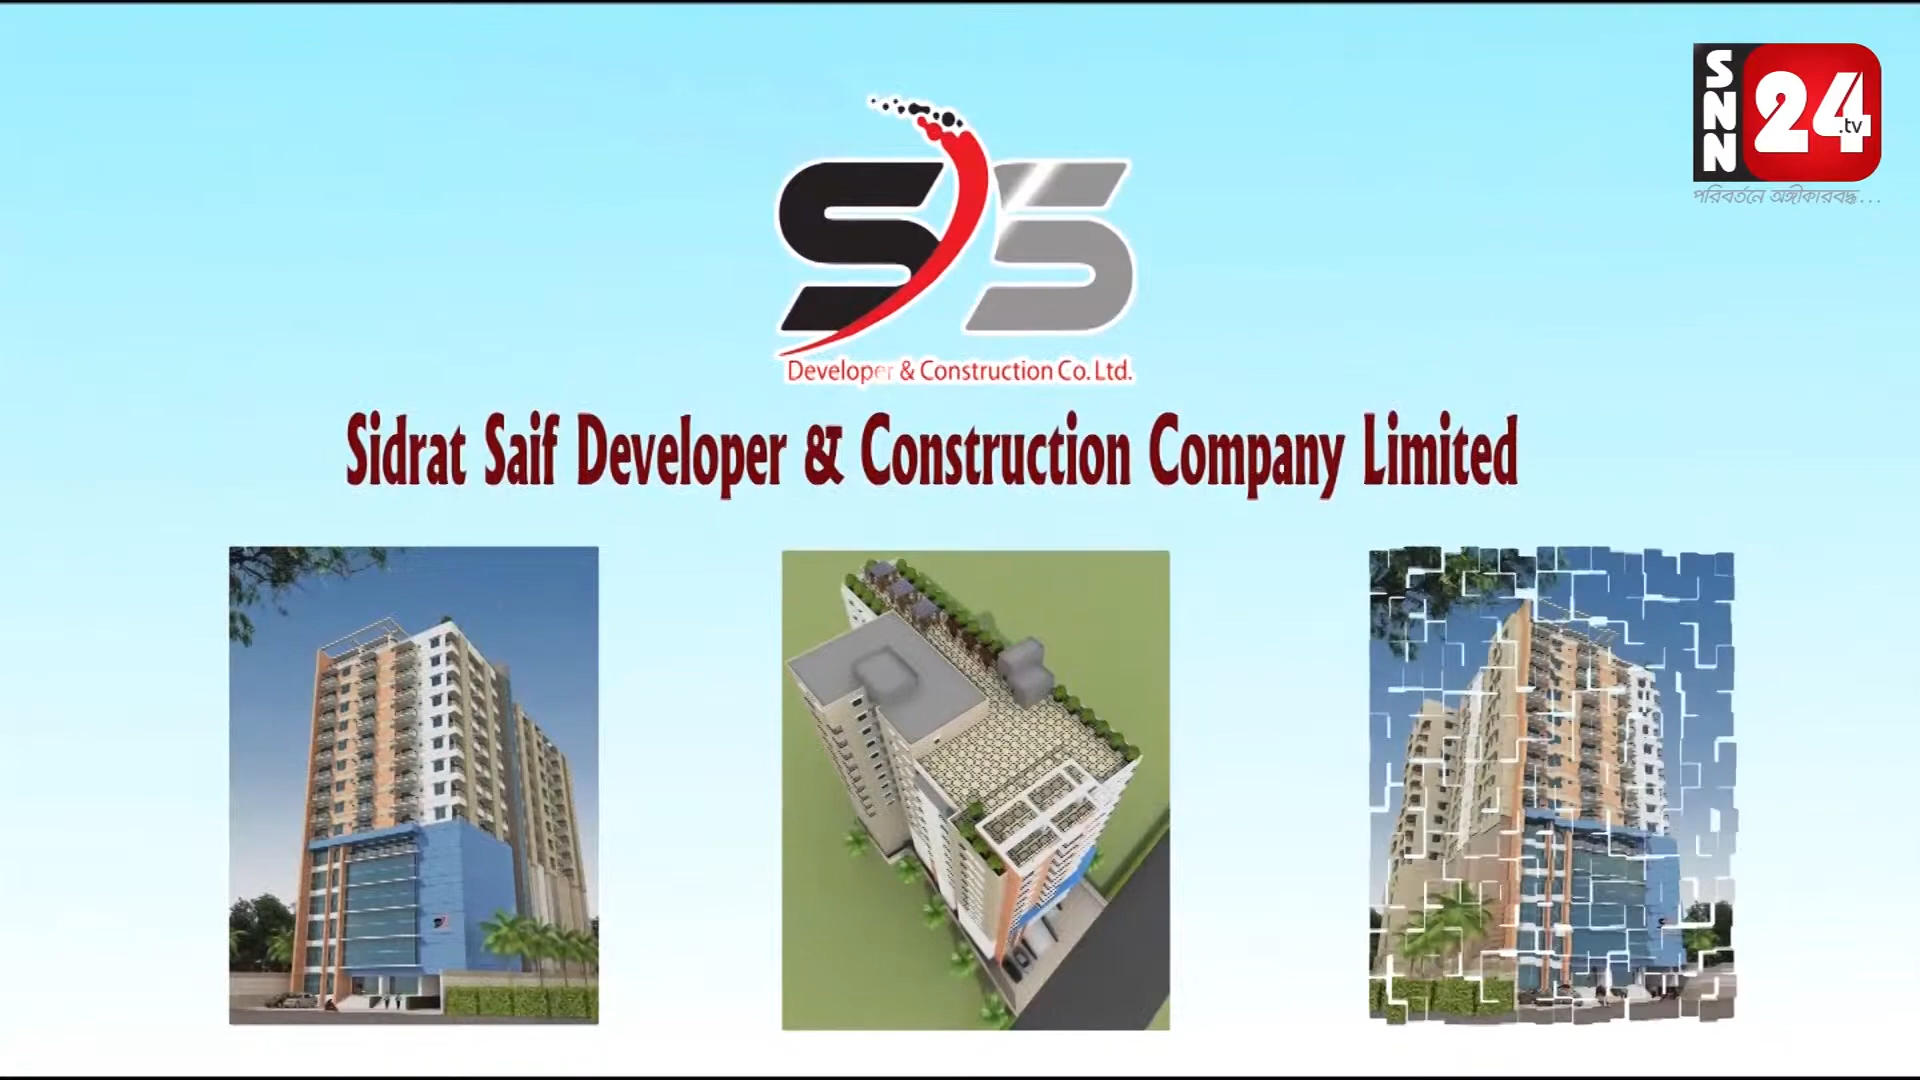 SNN
24
.tv
পরিবর্তনে অঙ্গীকারবদ্ধ...
SS
Developer & Construction Co. Ltd.
Sidrat Saif Developer & Construction Company Limited